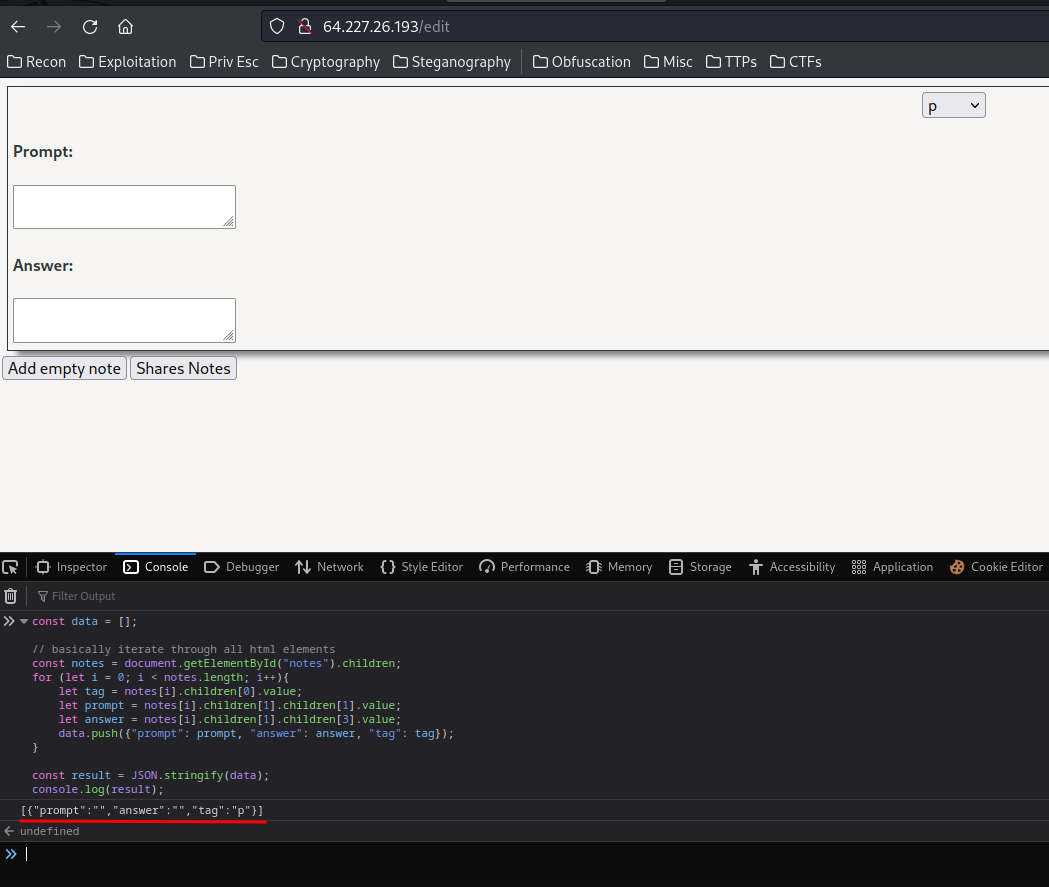 64.227.26.193/edit
Recon Exploitation Priv Esc Cryptography Steganography Obfuscation Misc TTPs CTFs
p
Prompt:
Answer:
Add empty note Shares Notes
Inspector Console Debugger Network {} Style Editor Performance Memory Storage Accessibility Application Cookie Editor
Filter Output
const data = [];
// basically iterate through all html elements
const notes = document.getElementById("notes").children;
for (let i = 0; i < notes.length; i++){
let tag = notes[i].children[0].value;
let prompt = notes[i].children[1].children[1].value;
let answer = notes[i].children[1].children[3].value;
data.push({"prompt": prompt, "answer": answer, "tag": tag});
}
const result = JSON.stringify(data);
console.log(result);
[{"prompt":"","answer":"","tag":"p"}]
undefined